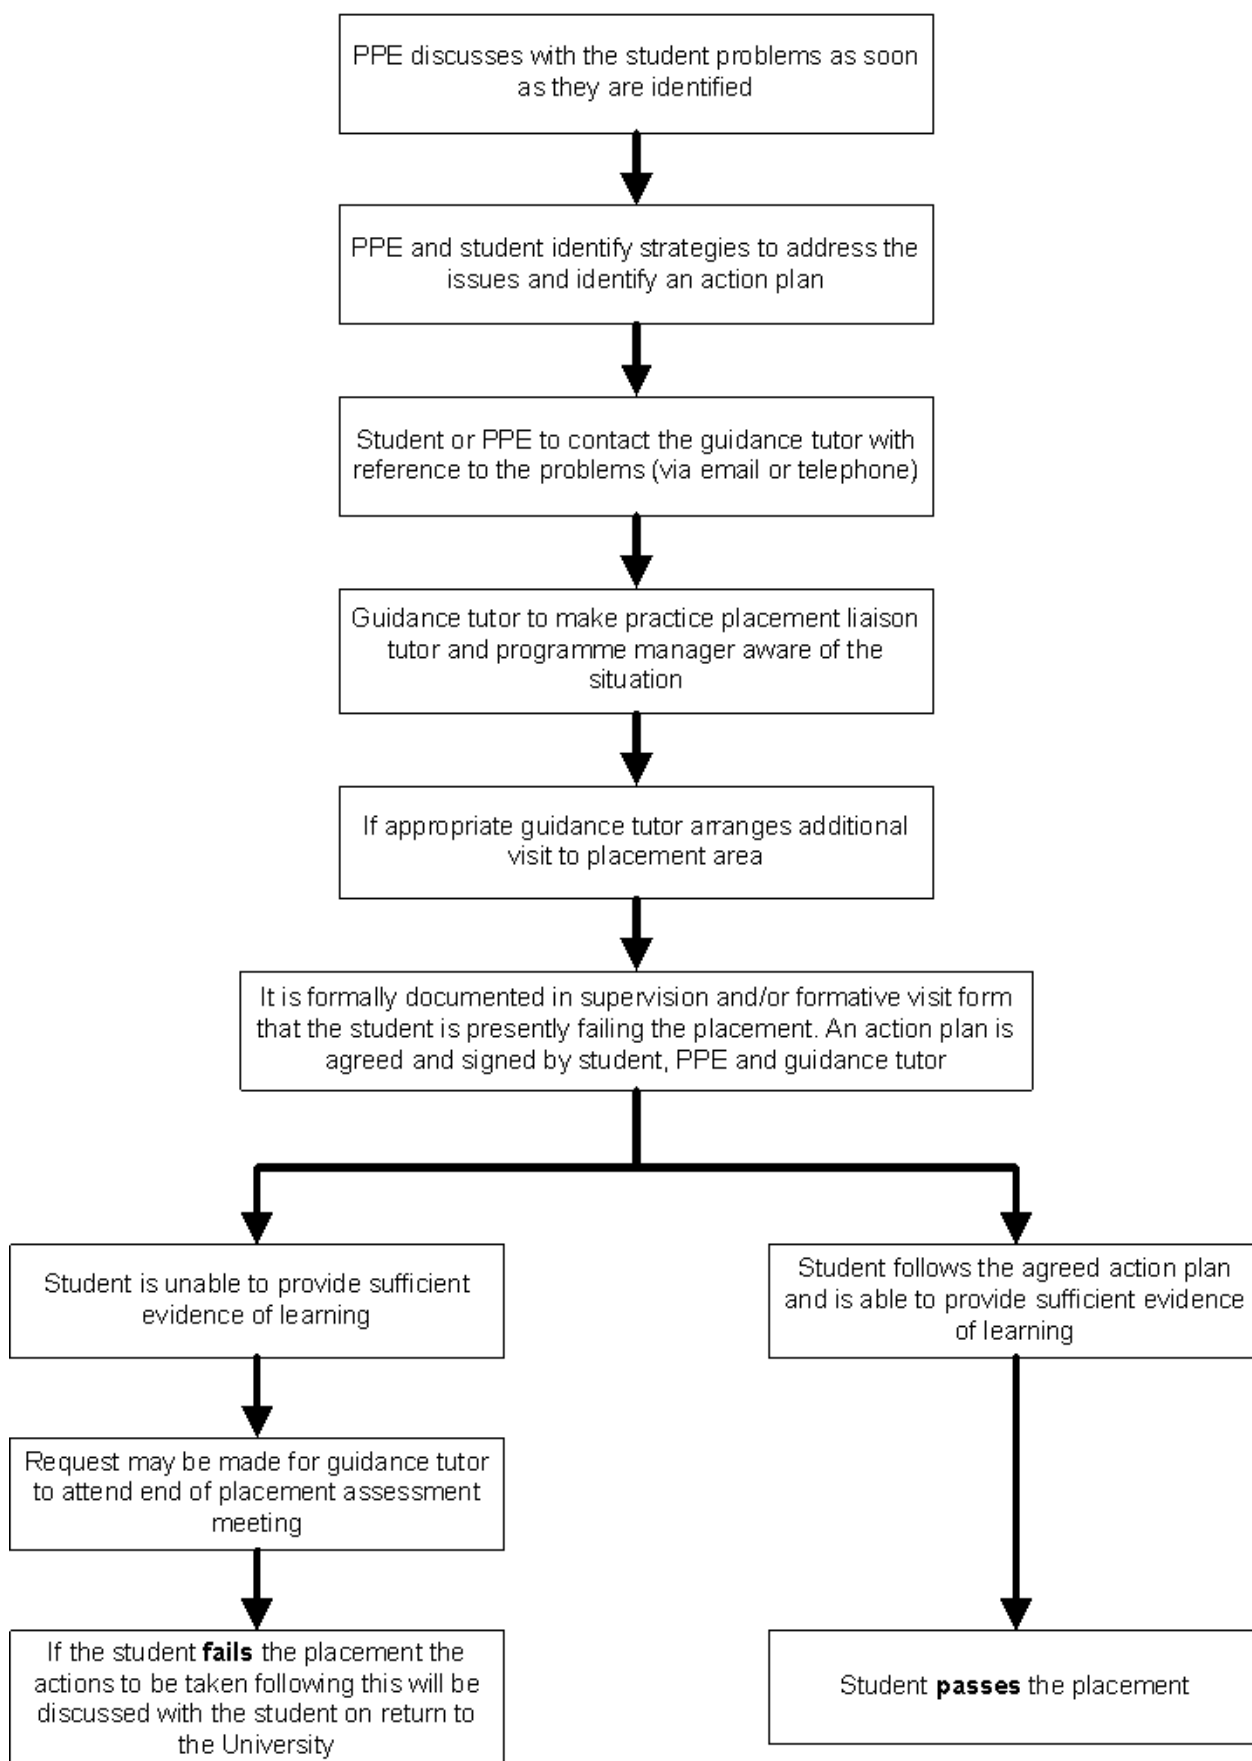 PPE discusses with the student problems as soon
as they are identified
PPE and student identify strategies to address the
issues and identify an action plan
Student or PPE to contact the guidance tutor with
reference to the problems (via email or telephone)
Guidance tutor to make practice placement liaison
tutor and programme manager aware of the
situation
If appropriate guidance tutor arranges additional
visit to placement area
It is formally documented in supervision and/or formative visit form
that the student is presently failing the placement. An action plan is
agreed and signed by student, PPE and guidance tutor
Student is unable to provide sufficient
evidence of learning
Student follows the agreed action plan
and is able to provide sufficient evidence
of learning
Request may be made for guidance tutor
to attend end of placement assessment
meeting
If the student fails the placement the
actions to be taken following this will be
discussed with the student on return to
the University
Student passes the placement